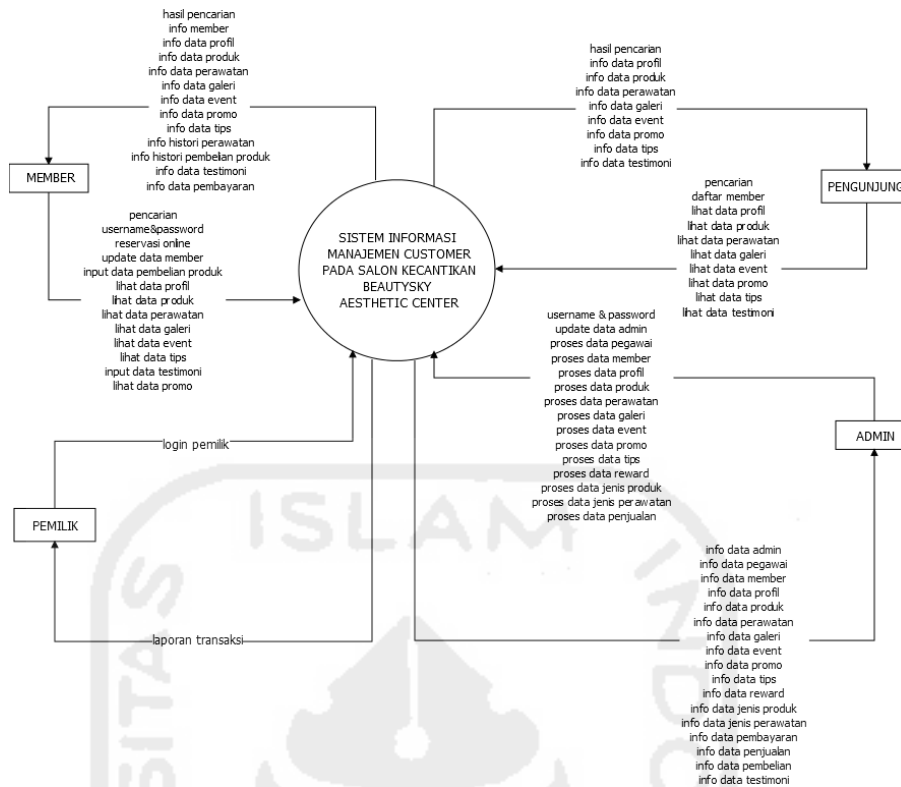 hasil pencarian
info member
info data profil
info data produk
info data perawatan
info data galeri
info data event
info data promo
info data tips
info histori perawatan
info histori pembelian produk
info data testimoni
info data pembayaran
hasil pencarian
info data profil
info data produk
info data perawatan
info data galeri
info data event
info data promo
info data tips
info data testimoni
MEMBER
PENGUNJUNG
pencarian
username&password
reservasi online
update data member
input data pembelian produk
lihat data profil
lihat data produk
lihat data perawatan
lihat data galeri
lihat data event
lihat data tips
input data testimoni
lihat data promo
SISTEM INFORMASI
MANAJEMEN CUSTOMER
PADA SALON KECANTIKAN
BEAUTYSKY
AESTHETIC CENTER
pencarian
daftar member
lihat data profil
lihat data produk
lihat data perawatan
lihat data galeri
lihat data event
lihat data promo
lihat data tips
lihat data testimoni
username & password
update data admin
proses data pegawai
proses data member
proses data profil
proses data produk
proses data perawatan
proses data galeri
proses data event
proses data promo
proses data tips
proses data reward
proses data jenis produk
proses data jenis perawatan
proses data penjualan
ADMIN
login pemilik
PEMILIK
laporan transaksi
info data admin
info data pegawai
info data member
info data profil
info data produk
info data perawatan
info data galeri
info data event
info data promo
info data tips
info data reward
info data jenis produk
info data jenis perawatan
info data pembayaran
info data penjualan
info data pembelian
info data testimoni
ISLAM
SITAS
INDO